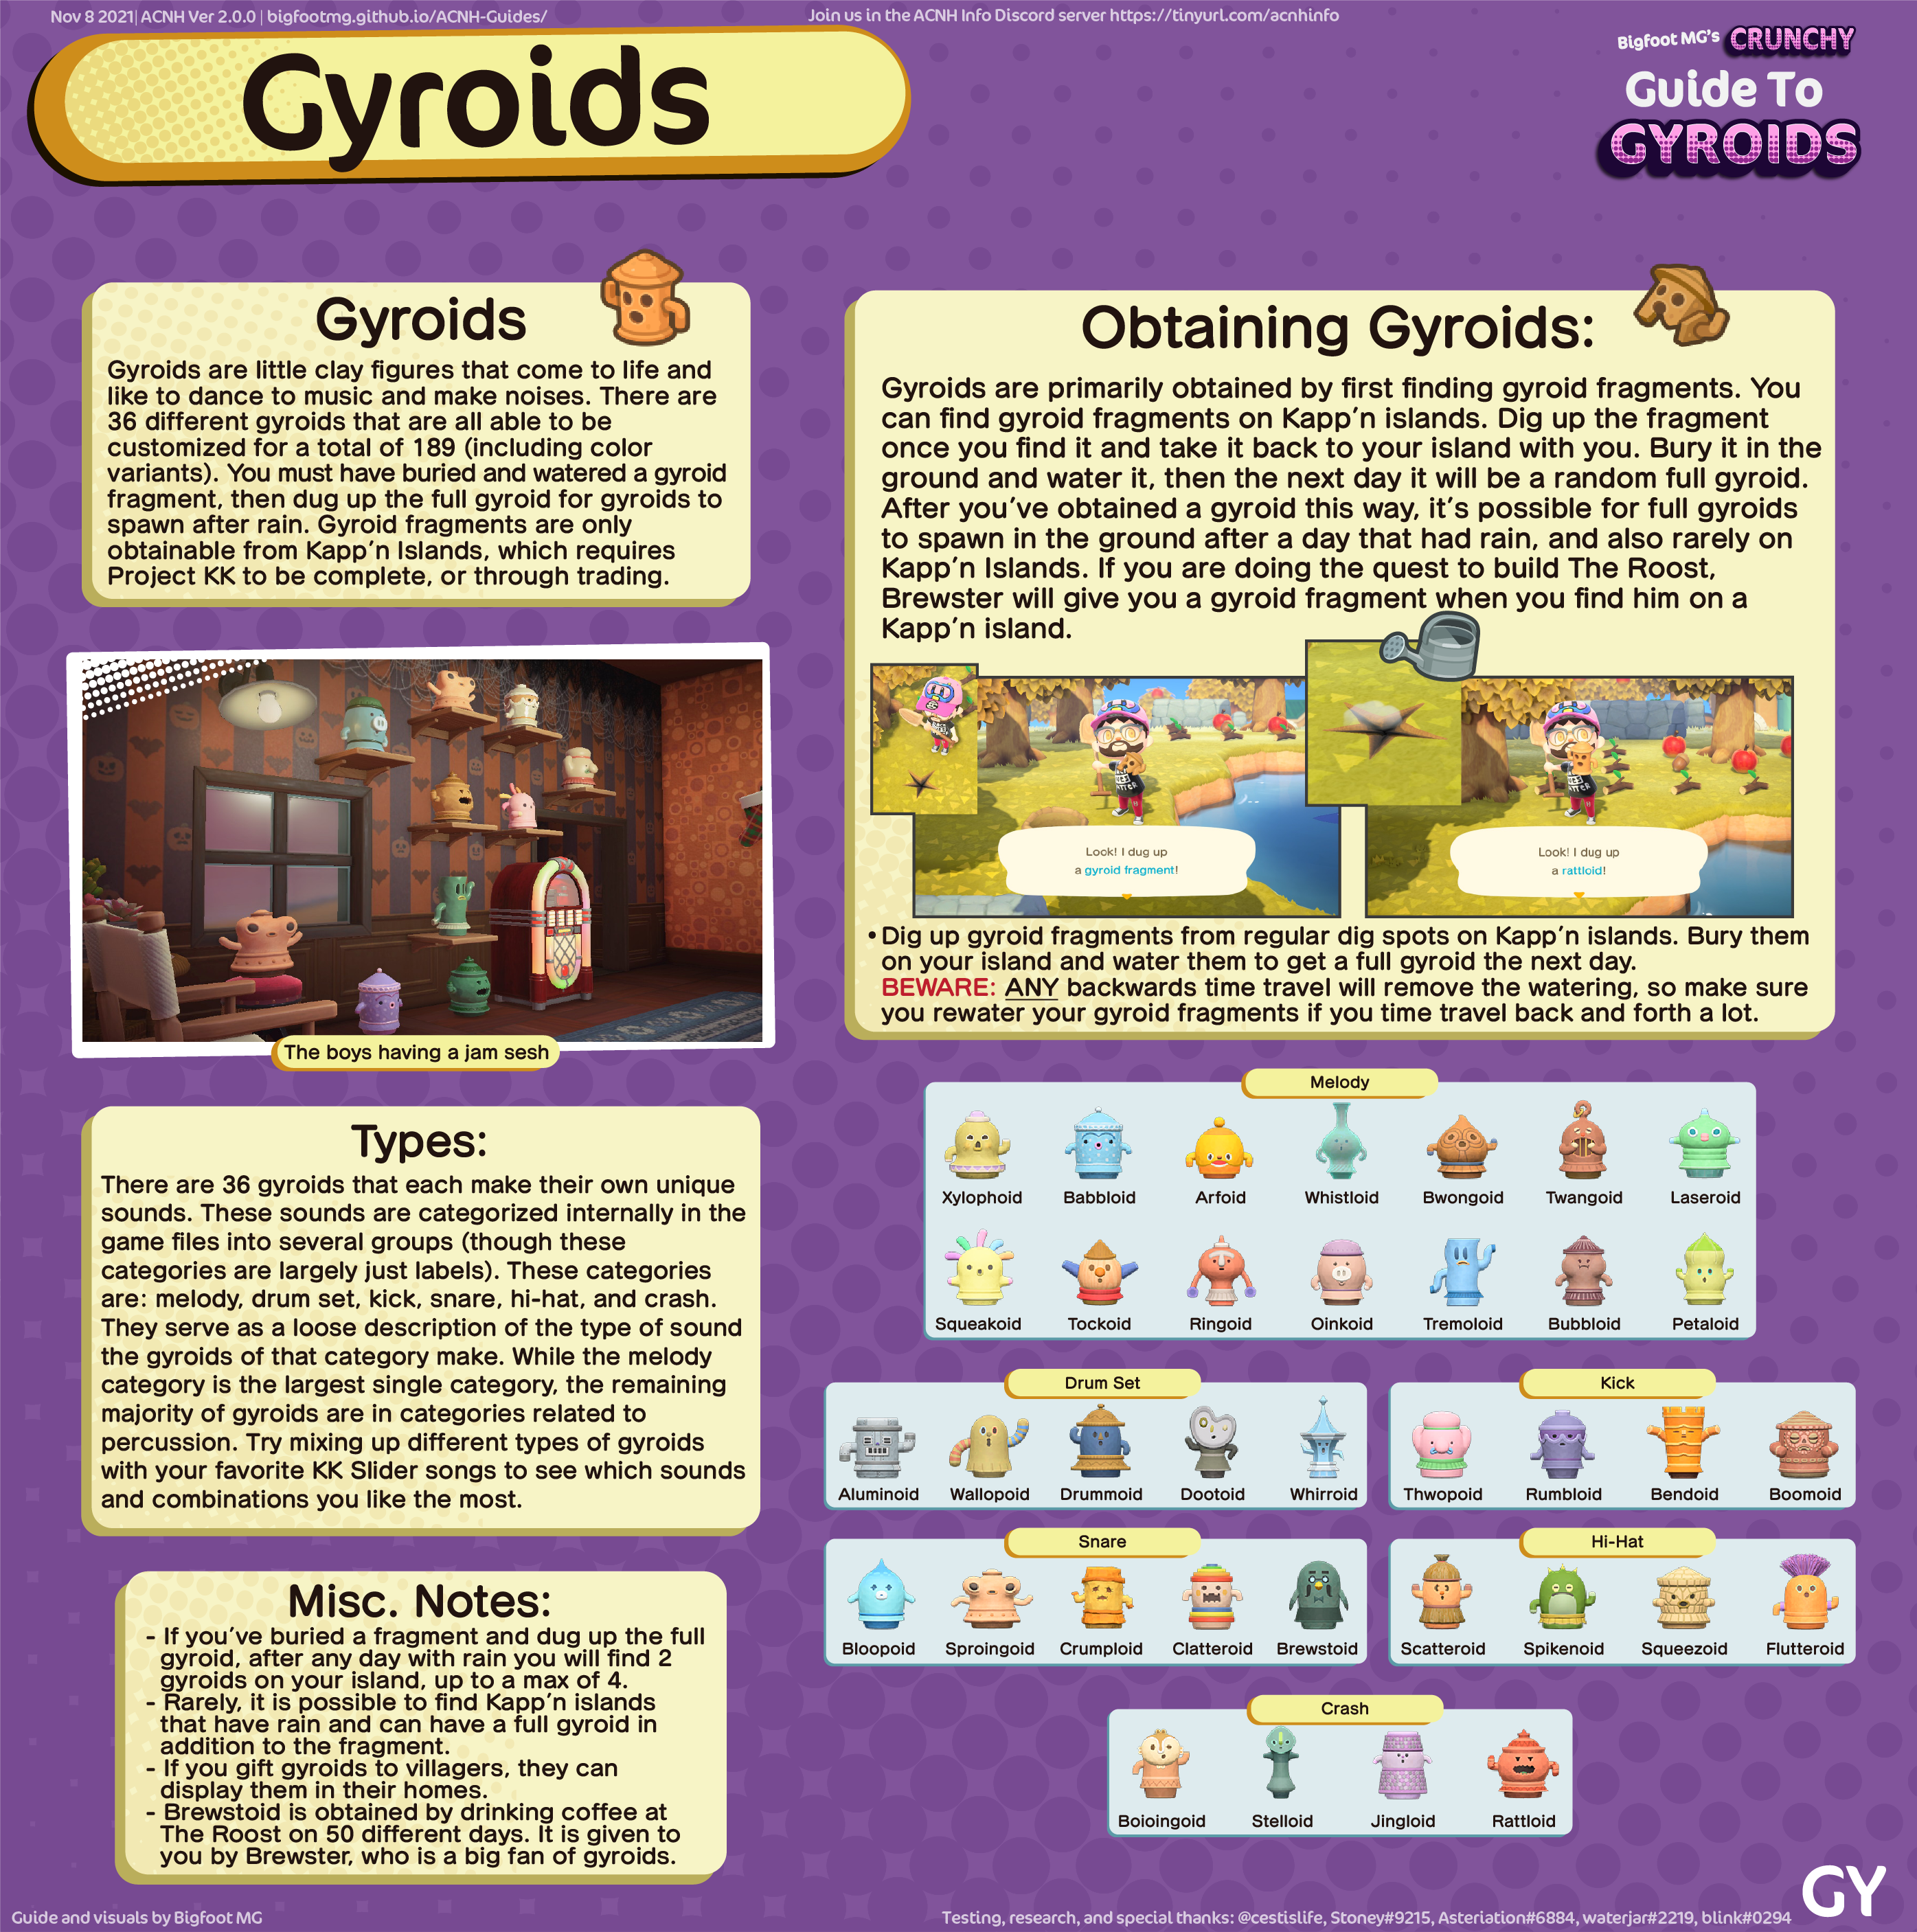 Nov 8 2021| ACNH Ver 2.0.0 | bigfootmg.github.io/ACNH-Guides/
Join us in the ACNH Info Discord server https://tinyurl.com/acnhinfo
Gyroids
Bigfoot MG's CRUNCHY
Guide To
GYROIDS
Gyroids
Gyroids are little clay figures that come to life and
like to dance to music and make noises. There are
36 different gyroids that are all able to be
customized for a total of 189 (including color
variants). You must have buried and watered a gyroid
fragment, then dug up the full gyroid for gyroids to
spawn after rain. Gyroid fragments are only
obtainable from Kapp'n Islands, which requires
Project KK to be complete, or through trading.
The boys having a jam sesh
Types:
There are 36 gyroids that each make their own unique
sounds. These sounds are categorized internally in the
game files into several groups (though these
categories are largely just labels). These categories
are: melody, drum set, kick, snare, hi-hat, and crash.
They serve as a loose description of the type of sound
the gyroids of that category make. While the melody
category is the largest single category, the remaining
majority of gyroids are in categories related to
percussion. Try mixing up different types of gyroids
with your favorite KK Slider songs to see which sounds
and combinations you like the most.
Misc. Notes:
- If you've buried a fragment and dug up the full
gyroid, after any day with rain you will find 2
gyroids on your island, up to a max of 4.
- Rarely, it is possible to find Kapp'n islands
that have rain and can have a full gyroid in
addition to the fragment.
- If you gift gyroids to villagers, they can
display them in their homes.
- Brewstoid is obtained by drinking coffee at
The Roost on 50 different days. It is given to
you by Brewster, who is a big fan of gyroids.
Obtaining Gyroids:
Gyroids are primarily obtained by first finding gyroid fragments. You
can find gyroid fragments on Kapp'n islands. Dig up the fragment
once you find it and take it back to your island with you. Bury it in the
ground and water it, then the next day it will be a random full gyroid.
After you've obtained a gyroid this way, it's possible for full gyroids
to spawn in the ground after a day that had rain, and also rarely on
Kapp'n Islands. If you are doing the quest to build The Roost,
Brewster will give you a gyroid fragment when you find him on a
Kapp'n island.
Look! I dug up
a gyroid fragment!
Look! I dug up
a rattloid!
• Dig up gyroid fragments from regular dig spots on Kapp'n islands. Bury them
on your island and water them to get a full gyroid the next day.
BEWARE: ANY backwards time travel will remove the watering, so make sure
you rewater your gyroid fragments if you time travel back and forth a lot.
Melody
Xylophoid Babbloid Arfoid Whistloid Bwongoid Twangoid Laseroid
Squeakoid Tockoid Ringoid Oinkoid Tremoloid Bubbloid Petaloid
Drum Set
Aluminoid Wallopoid Drummoid Dootoid Whirroid
Kick
Thwopoid Rumbloid Bendoid Boomoid
Snare
Bloopoid Sproingoid Crumploid Clatteroid Brewstoid
Hi-Hat
Scatteroid Spikenoid Squeezoid Flutteroid
Crash
Boioingoid Stelloid Jingloid Rattloid
GY
Guide and visuals by Bigfoot MG
Testing, research, and special thanks: @cestislife, Stoney#9215, Asteriation#6884, waterjar#2219, blink#0294